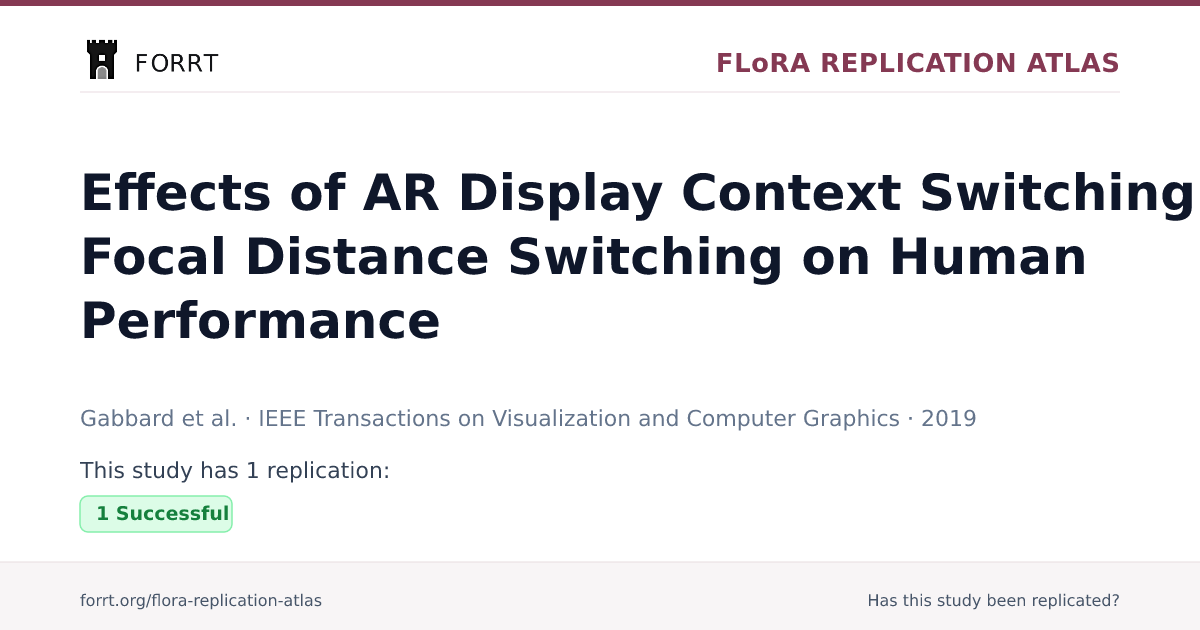 FORRT
FLoRA REPLICATION ATLAS
Effects of AR Display Context Switching
Focal Distance Switching on Human
Performance
Gabbard et al. · IEEE Transactions on Visualization and Computer Graphics · 2019
This study has 1 replication:
1 Successful
forrt.org/flora-replication-atlas
Has this study been replicated?